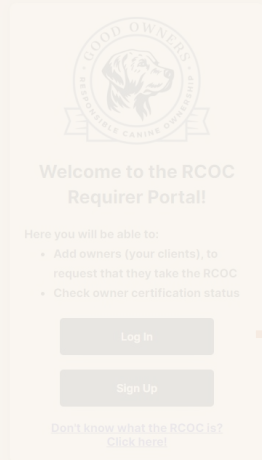 GOOD OWNERS
RESPONSIBLE CANINE OWNERSHIP
Welcome to the RCOC
Requirer Portal!
Here you will be able to:
• Add owners (your clients), to
request that they take the RCOC
• Check owner certification status
Log In
Sign Up
Don't know what the RCOC is?
Click here!